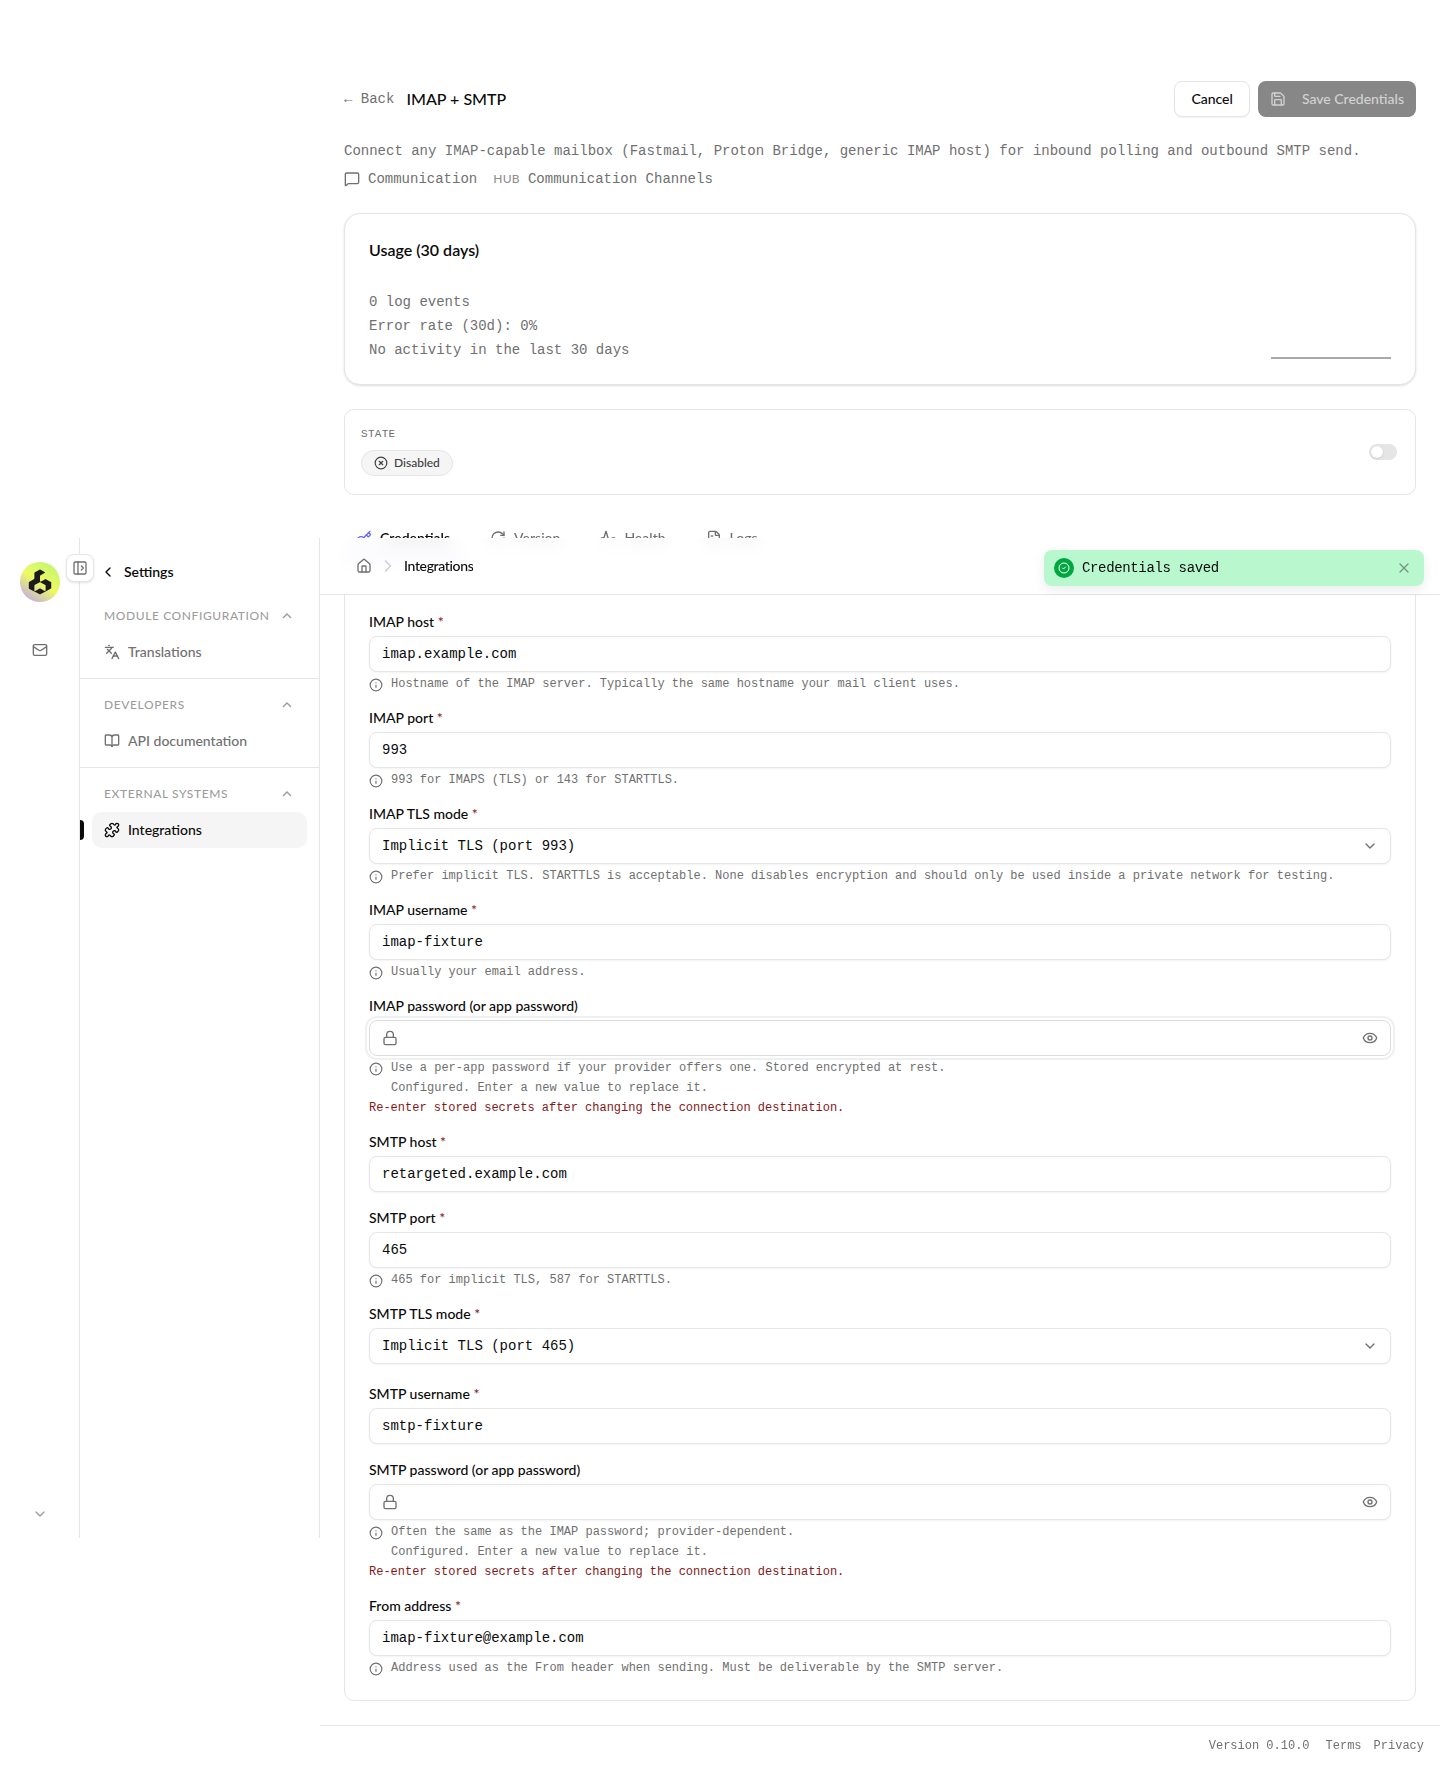 ← Back IMAP + SMTP
Cancel
Save Credentials
Connect any IMAP-capable mailbox (Fastmail, Proton Bridge, generic IMAP host) for inbound polling and outbound SMTP send.
Communication HUB Communication Channels
Usage (30 days)
0 log events
Error rate (30d): 0%
No activity in the last 30 days
STATE
Disabled
Credentials Version Health Logs
Settings
MODULE CONFIGURATION
Translations
DEVELOPERS
API documentation
EXTERNAL SYSTEMS
Integrations
Integrations
Credentials saved
IMAP host *
imap.example.com
Hostname of the IMAP server. Typically the same hostname your mail client uses.
IMAP port *
993
993 for IMAPS (TLS) or 143 for STARTTLS.
IMAP TLS mode *
Implicit TLS (port 993)
Prefer implicit TLS. STARTTLS is acceptable. None disables encryption and should only be used inside a private network for testing.
IMAP username *
imap-fixture
Usually your email address.
IMAP password (or app password)
Use a per-app password if your provider offers one. Stored encrypted at rest.
Configured. Enter a new value to replace it.
Re-enter stored secrets after changing the connection destination.
SMTP host *
retargeted.example.com
SMTP port *
465
465 for implicit TLS, 587 for STARTTLS.
SMTP TLS mode *
Implicit TLS (port 465)
SMTP username *
smtp-fixture
SMTP password (or app password)
Often the same as the IMAP password; provider-dependent.
Configured. Enter a new value to replace it.
Re-enter stored secrets after changing the connection destination.
From address *
imap-fixture@example.com
Address used as the From header when sending. Must be deliverable by the SMTP server.
Version 0.10.0 Terms Privacy